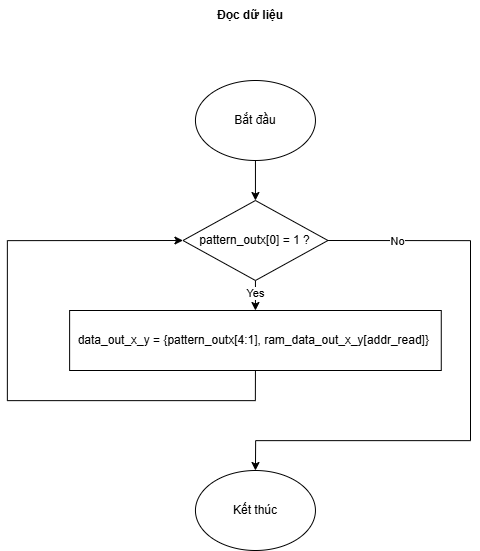 Đọc dữ liệu
Bắt đầu
pattern_outx[0] = 1 ?
No
Yes
data_out_x_y = {pattern_outx[4:1], ram_data_out_x_y[addr_read]}
Kết thúc